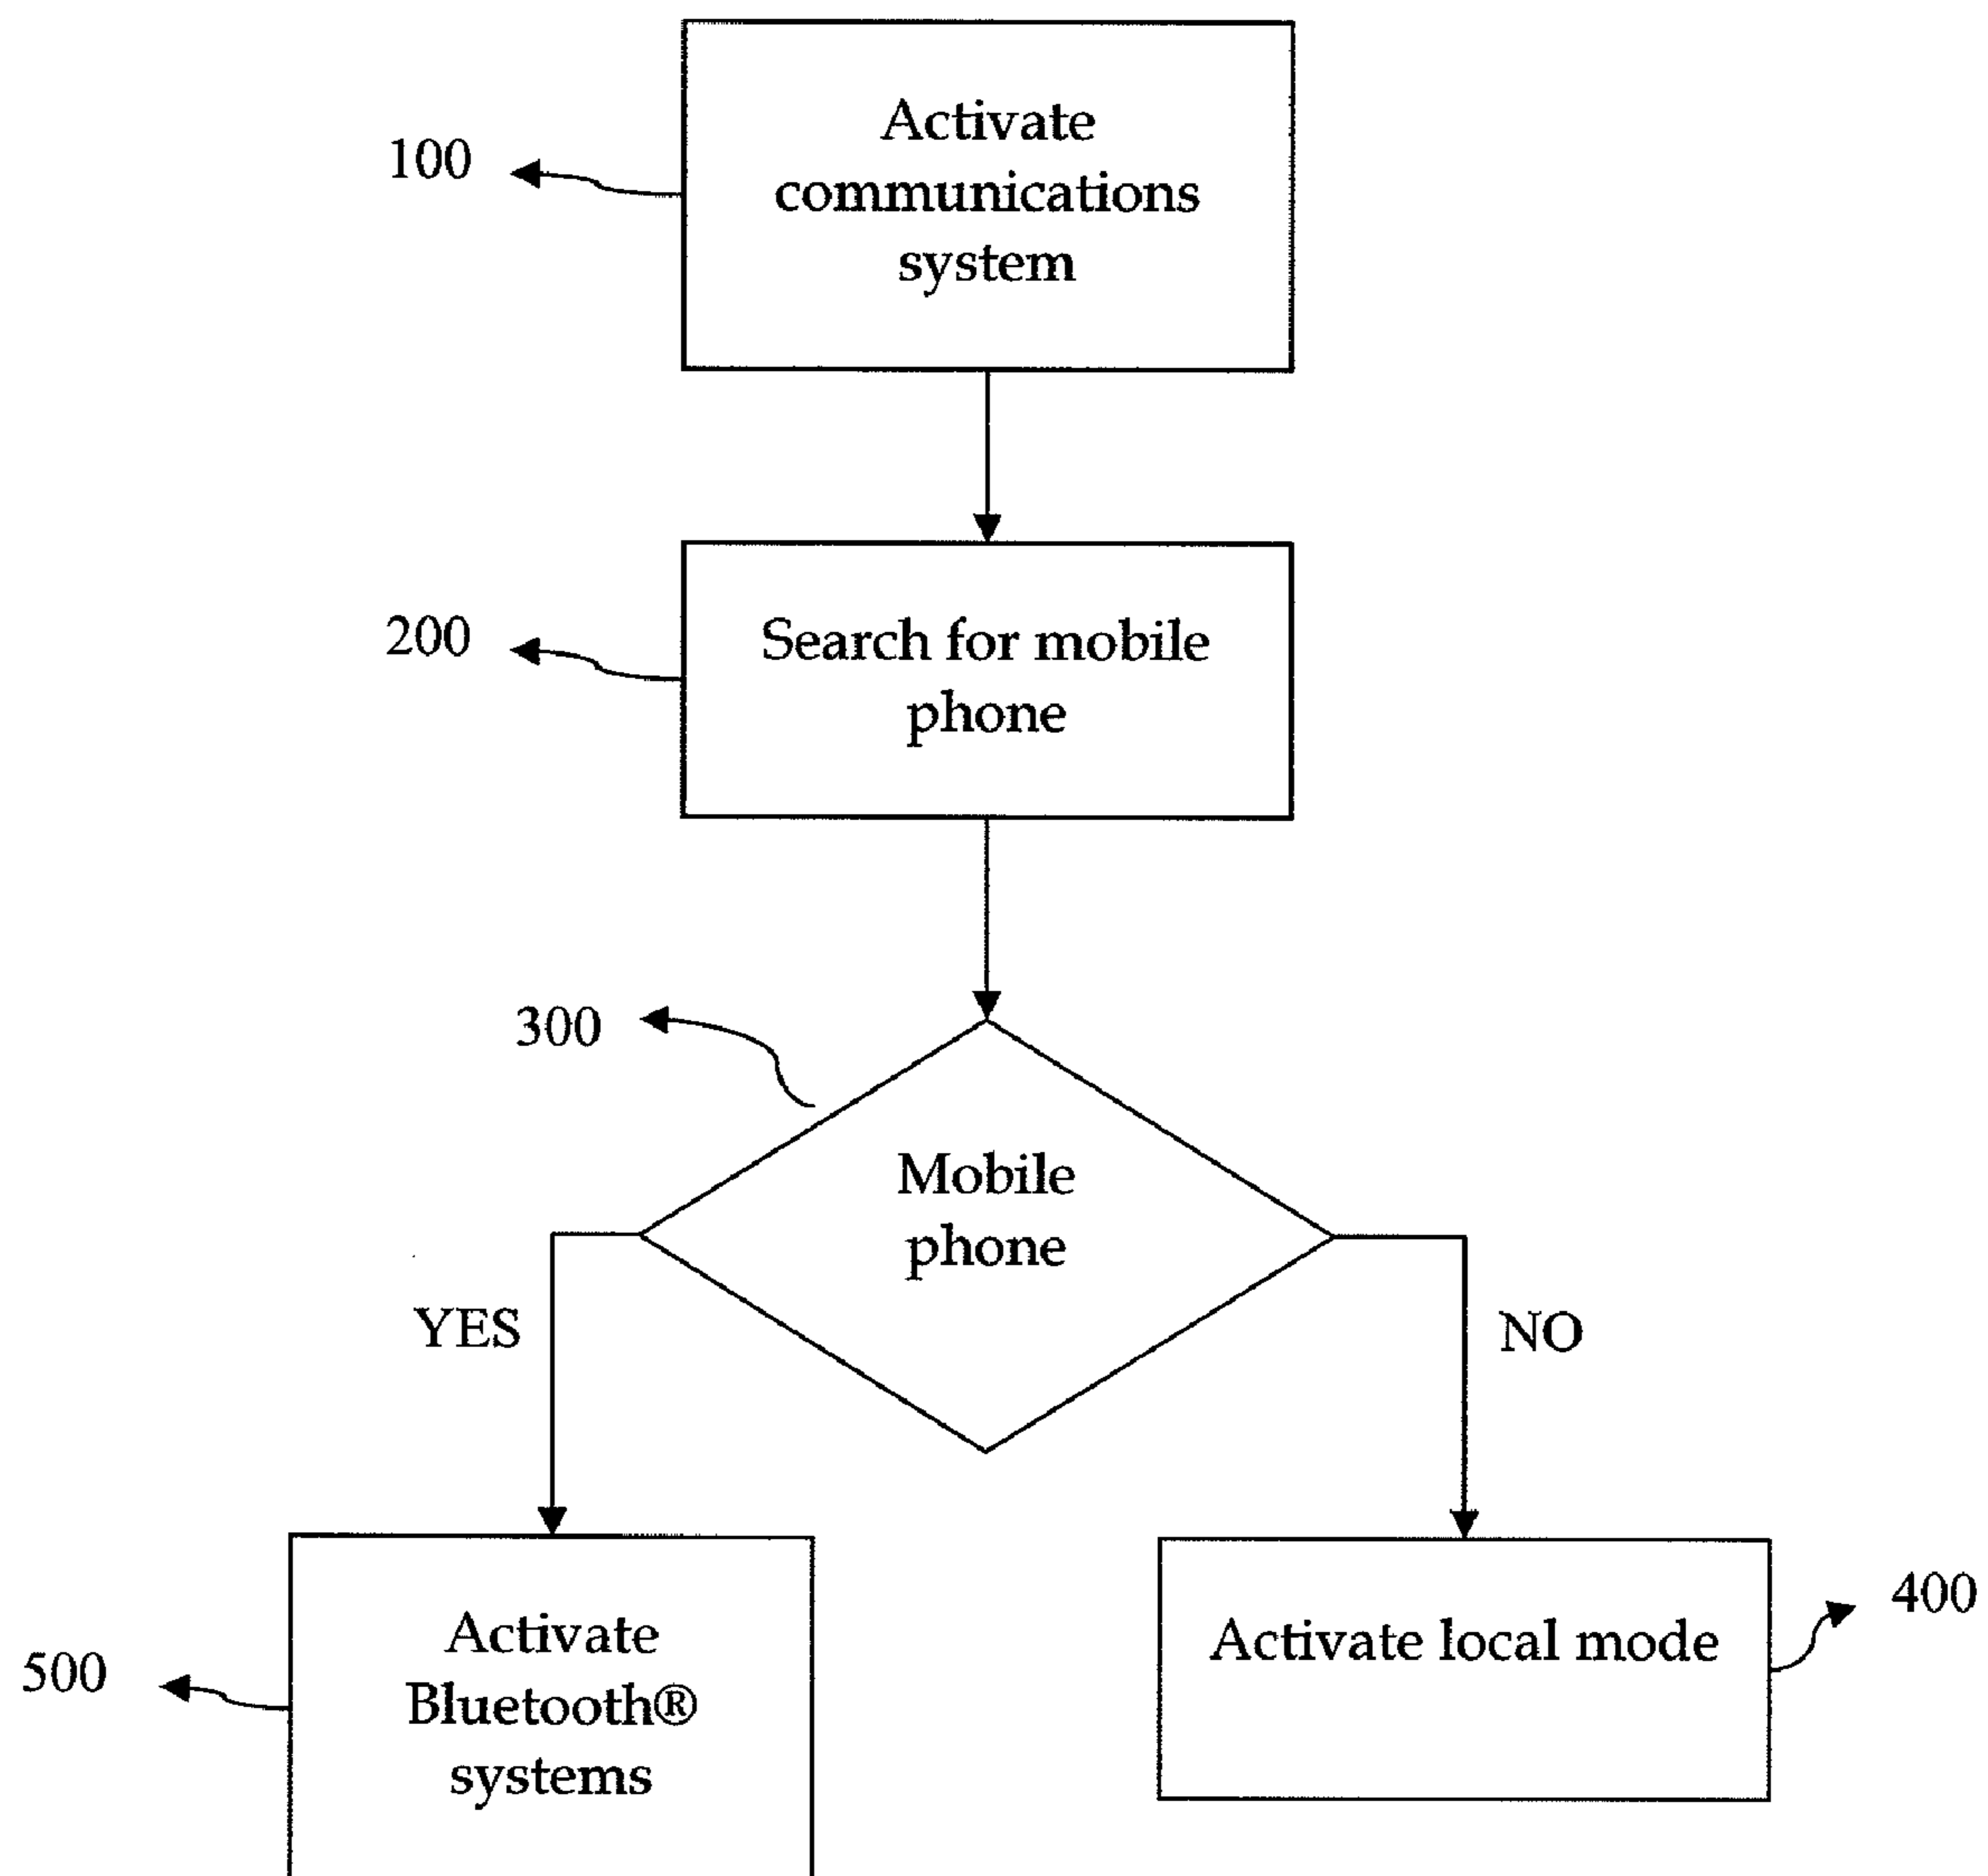 100
Activate
communications
system
200
Search for mobile
phone
300
Mobile
phone
YES
NO
500
Activate
Bluetooth®
systems
Activate local mode
400